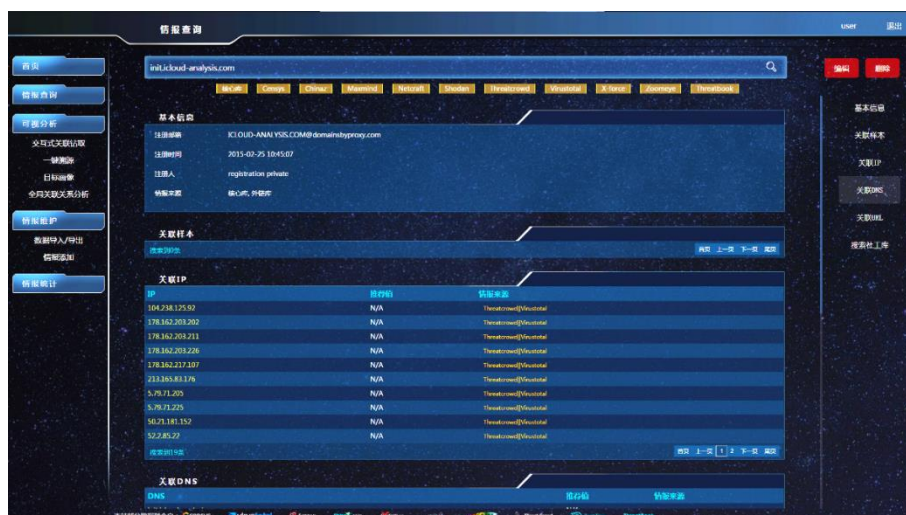 情报查询
user 退出
首页
情报查询
可视分析
交互式关联钻取
一键溯源
目标画像
全局关联关系分析
情报维护
数据导入/导出
情报添加
情报统计
init.icloud-analysis.com
核心库 Censys Chinaz Maxmind Netcraft Shodan Threatcrowd Virustotal X-force Zoomeye Threatbook
基本信息
注册邮箱 ICLOUD-ANALYSIS.COM@domainsbyproxy.com
注册时间 2015-02-25 10:45:07
注册人 registration private
情报来源 核心库, 外链库
关联样本
搜索到0条 首页 上一页 下一页 尾页
关联IP
IP 推荐值 情报来源
104.238.125.92 N/A Threatcrowd|Virustotal
178.162.203.202 N/A Threatcrowd|Virustotal
178.162.203.211 N/A Threatcrowd|Virustotal
178.162.203.226 N/A Threatcrowd|Virustotal
178.162.217.107 N/A Threatcrowd|Virustotal
213.165.83.176 N/A Threatcrowd|Virustotal
5.79.71.205 N/A Threatcrowd|Virustotal
5.79.71.225 N/A Threatcrowd|Virustotal
50.21.181.152 N/A Threatcrowd|Virustotal
52.2.85.22 N/A Threatcrowd|Virustotal
搜索到19条 首页 上一页 1 2 下一页 尾页
关联DNS
DNS 推荐值 情报来源
编辑 删除
基本信息
关联样本
关联IP
关联DNS
关联URL
搜索社工库